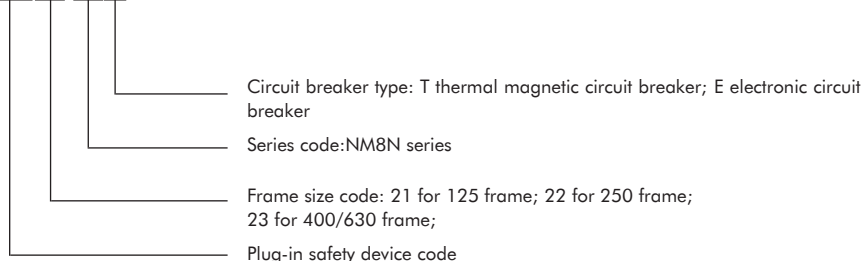 Circuit breaker type: T thermal magnetic circuit breaker; E electronic circuit
breaker
Series code:NM8N series
Frame size code: 21 for 125 frame; 22 for 250 frame;
23 for 400/630 frame;
Plug-in safety device code